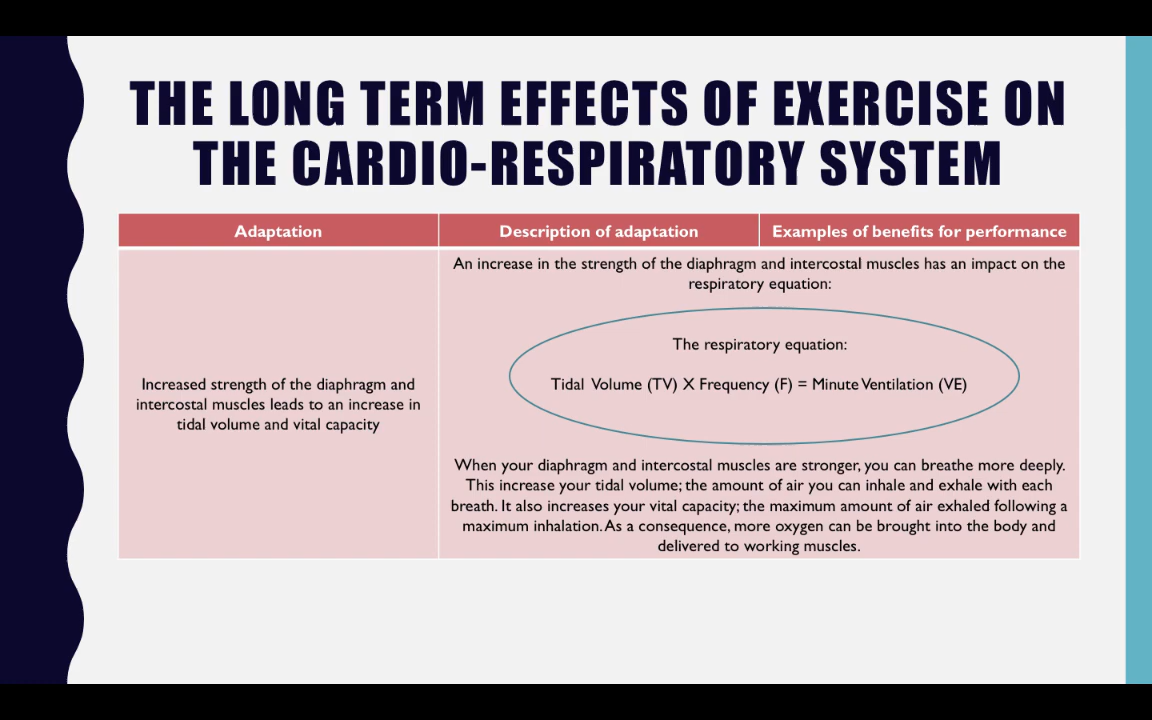 THE LONG TERM EFFECTS OF EXERCISE ON
THE CARDIO-RESPIRATORY SYSTEM
Adaptation
Description of adaptation
Examples of benefits for performance
Increased strength of the diaphragm and
intercostal muscles leads to an increase in
tidal volume and vital capacity
An increase in the strength of the diaphragm and intercostal muscles has an impact on the
respiratory equation:
The respiratory equation:
Tidal Volume (TV) X Frequency (F) = Minute Ventilation (VE)
When your diaphragm and intercostal muscles are stronger, you can breathe more deeply.
This increase your tidal volume; the amount of air you can inhale and exhale with each
breath. It also increases your vital capacity; the maximum amount of air exhaled following a
maximum inhalation. As a consequence, more oxygen can be brought into the body and
delivered to working muscles.